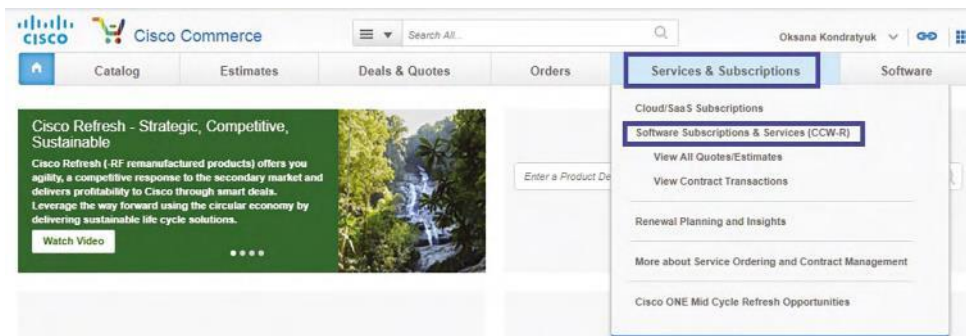 CISCO
Cisco Commerce
Search All...
Oksana Kondratyuk
Catalog
Estimates
Deals & Quotes
Orders
Services & Subscriptions
Software
Cisco Refresh - Strategic, Competitive,
Sustainable
Cisco Refresh (-RF remanufactured products) offers you
agility, a competitive response to the secondary market and
delivers profitability to Cisco through smart deals.
Leverage the way forward using the circular economy by
delivering sustainable life cycle solutions.
Watch Video
Enter a Product De
Cloud/SaaS Subscriptions
Software Subscriptions & Services (CCW-R)
View All Quotes/Estimates
View Contract Transactions
Renewal Planning and Insights
More about Service Ordering and Contract Management
Cisco ONE Mid Cycle Refresh Opportunities